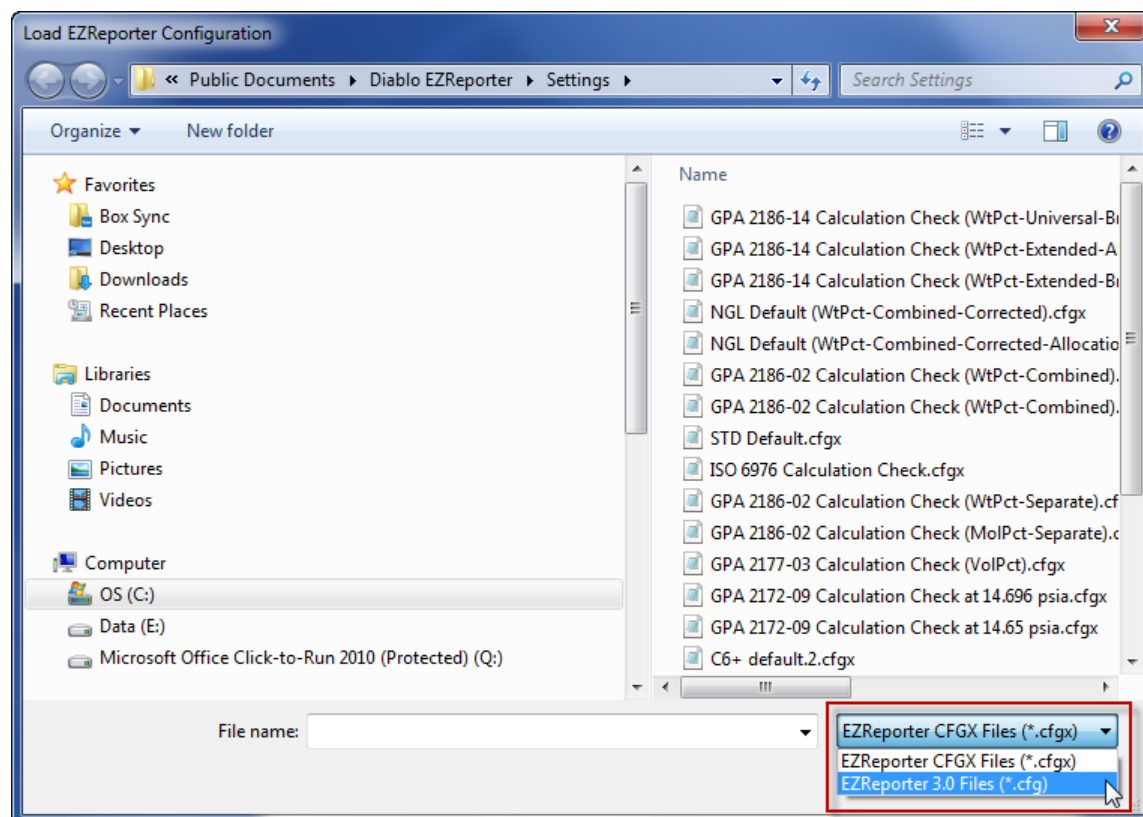 Load EZReporter Configuration
« Public Documents Diablo EZReporter Settings
Search Settings
Organize New folder
Favorites
Box Sync
Desktop
Downloads
Recent Places
Libraries
Documents
Music
Pictures
Videos
Computer
OS (C:)
Data (E:)
Microsoft Office Click-to-Run 2010 (Protected) (Q:)
Name
GPA 2186-14 Calculation Check (WtPct-Universal-Br
GPA 2186-14 Calculation Check (WtPct-Extended-A
GPA 2186-14 Calculation Check (WtPct-Extended-Br
NGL Default (WtPct-Combined-Corrected).cfgx
NGL Default (WtPct-Combined-Corrected-Allocatio
GPA 2186-02 Calculation Check (WtPct-Combined).
GPA 2186-02 Calculation Check (WtPct-Combined).
STD Default.cfgx
ISO 6976 Calculation Check.cfgx
GPA 2186-02 Calculation Check (WtPct-Separate).cf
GPA 2186-02 Calculation Check (MolPct-Separate).c
GPA 2177-03 Calculation Check (VolPct).cfgx
GPA 2172-09 Calculation Check at 14.696 psia.cfgx
GPA 2172-09 Calculation Check at 14.65 psia.cfgx
C6+ default.2.cfgx
File name:
EZReporter CFGX Files (*.cfgx)
EZReporter CFGX Files (*.cfgx)
EZReporter 3.0 Files (*.cfg)